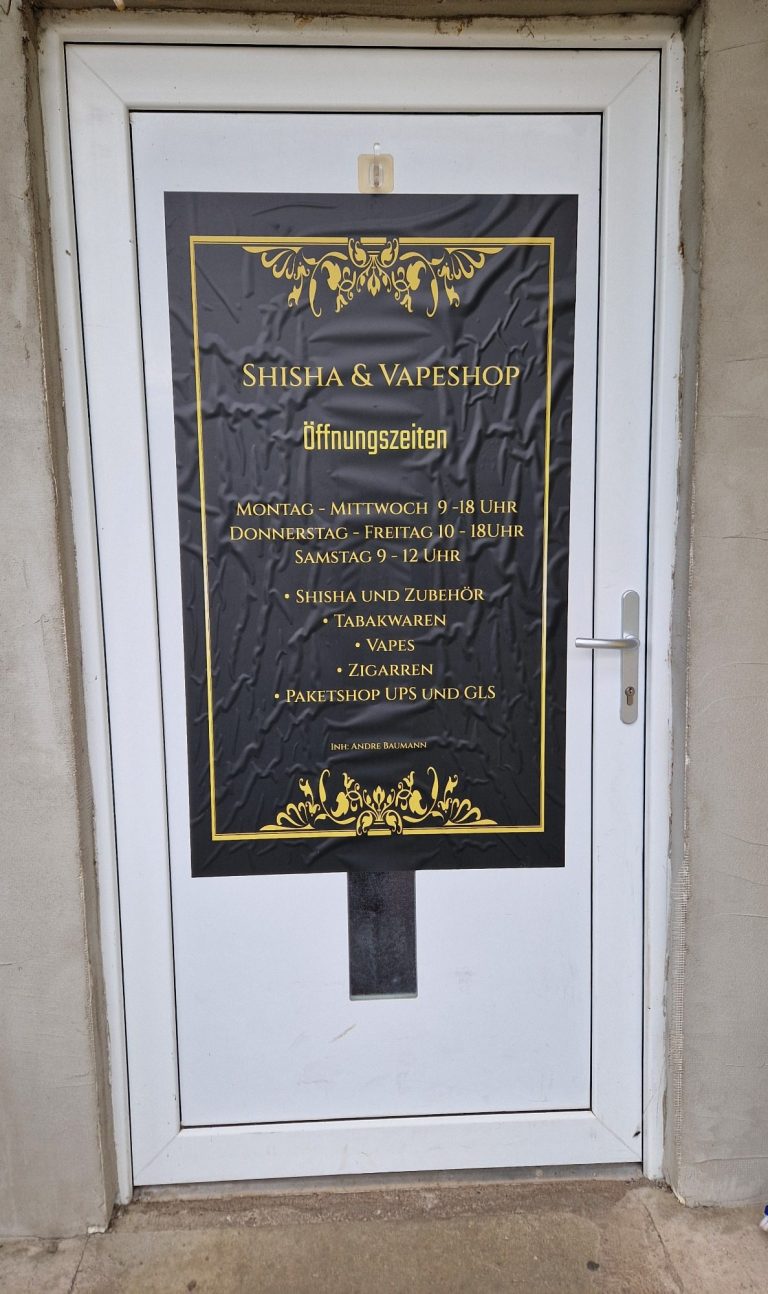 Shisha & Vapeshop
Öffnungszeiten
Montag - Mittwoch 9 -18 Uhr
Donnerstag - Freitag 10 - 18Uhr
Samstag 9 - 12 Uhr
• Shisha und Zubehör
• Tabakwaren
• Vapes
• Zigarren
• Paketshop UPS und GLS
Inh: Andre Baumann